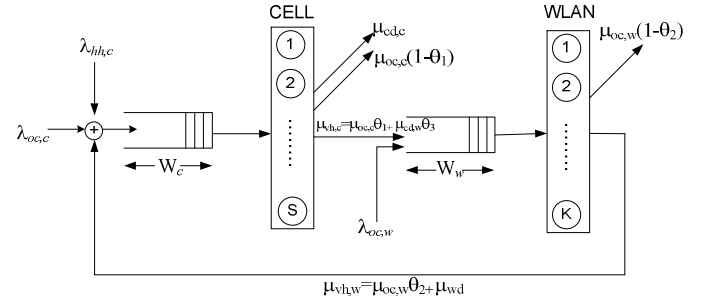 CELL
WLAN
λhh,c
1
μcd,c
1
μoc,w(1-θ2)
μoc,c(1-θ1)
2
2
λoc,c
+
μvh,c=μoc,cθ1+ μcd,wθ3
Wc
Ww
S
K
λoc,w
μvh,w=μoc,wθ2+μwd